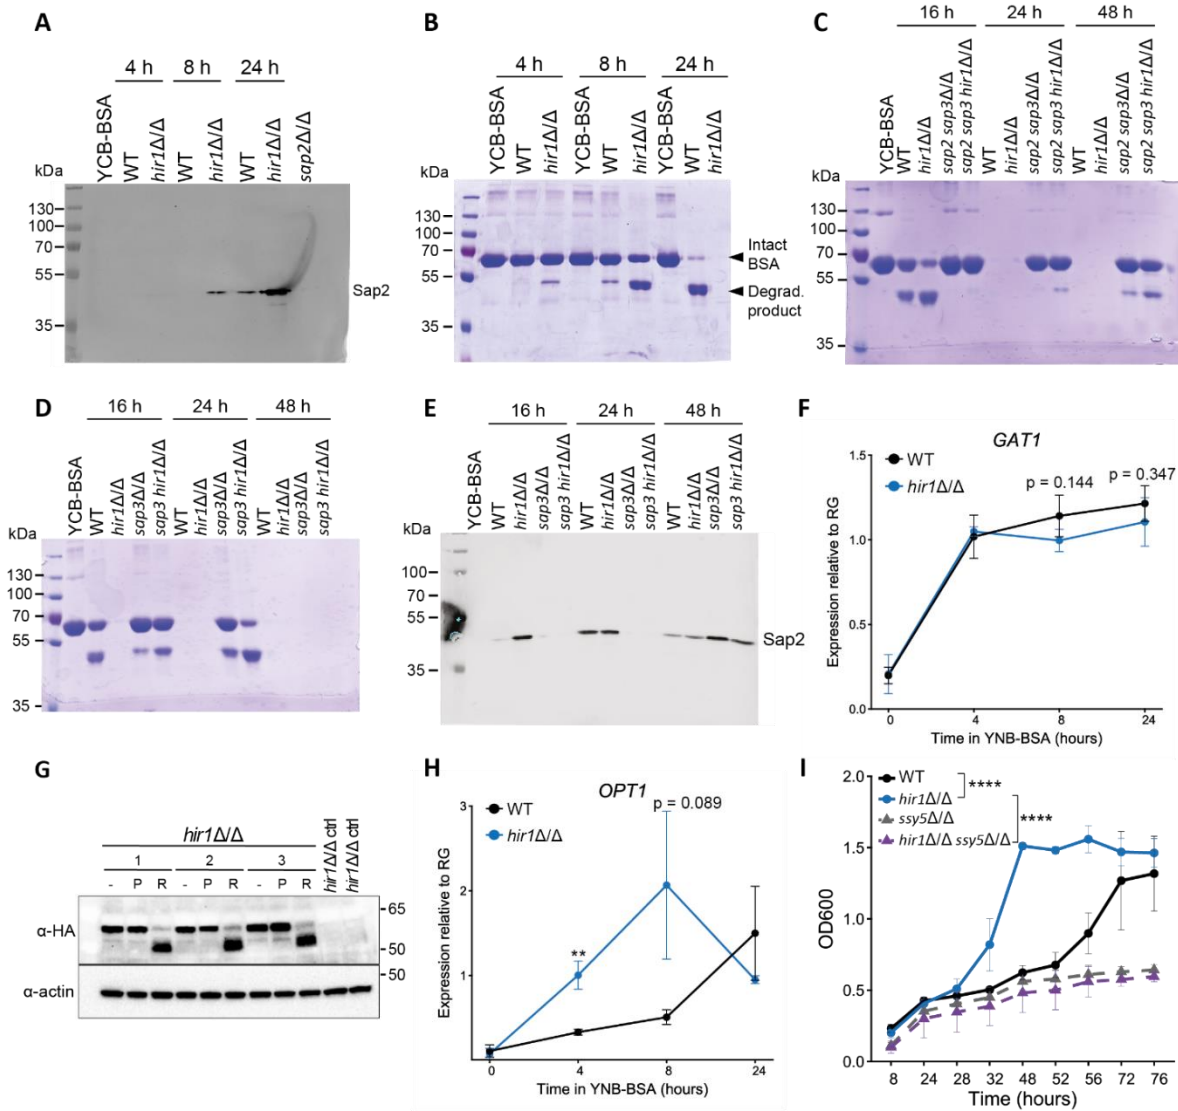 A
4 h
8 h
24 h
YCB-BSA
WT
hir1Δ/Δ
WT
hir1Δ/Δ
WT
hir1Δ/Δ
sap2Δ/Δ
kDa
130
100
70
55
35
Sap2
B
4 h
8 h
24 h
YCB-BSA
WT
hir1Δ/Δ
YCB-BSA
WT
hir1Δ/Δ
YCB-BSA
WT
hir1Δ/Δ
kDa
130
100
70
55
35
Intact
BSA
Degrad.
product
C
16 h
24 h
48 h
YCB-BSA
WT
hir1Δ/Δ
sap2 sap3Δ/Δ
sap2 sap3 hir1Δ/Δ
WT
hir1Δ/Δ
sap2 sap3Δ/Δ
sap2 sap3 hir1Δ/Δ
WT
hir1Δ/Δ
sap2 sap3Δ/Δ
sap2 sap3 hir1Δ/Δ
kDa
130
100
70
55
35
D
16 h
24 h
48 h
YCB-BSA
WT
hir1Δ/Δ
sap3Δ/Δ
sap3 hir1Δ/Δ
WT
hir1Δ/Δ
sap3Δ/Δ
sap3 hir1Δ/Δ
WT
hir1Δ/Δ
sap3Δ/Δ
sap3 hir1Δ/Δ
kDa
130
100
70
55
35
E
16 h
24 h
48 h
YCB-BSA
WT
hir1Δ/Δ
sap3Δ/Δ
sap3 hir1Δ/Δ
WT
hir1Δ/Δ
sap3Δ/Δ
sap3 hir1Δ/Δ
WT
hir1Δ/Δ
sap3Δ/Δ
sap3 hir1Δ/Δ
kDa
100
70
55
35
Sap2
F
GAT1
WT
hir1Δ/Δ
p = 0.144
p = 0.347
Expression relative to RG
1.5
1.0
0.5
0.0
0 4 8 24
Time in YNB-BSA (hours)
G
hir1Δ/Δ
1 2 3
- P R - P R - P R
hir1Δ/Δ ctrl
hir1Δ/Δ ctrl
α-HA
65
50
50
α-actin
H
OPT1
WT
hir1Δ/Δ
p = 0.089
**
Expression relative to RG
3
2
1
0 4 8 24
Time in YNB-BSA (hours)
I
WT
hir1Δ/Δ
ssy5Δ/Δ
hir1Δ/Δ ssy5Δ/Δ
****
****
OD600
2.0
1.5
1.0
0.5
0.0
8 24 28 32 48 52 56 72 76
Time (hours)